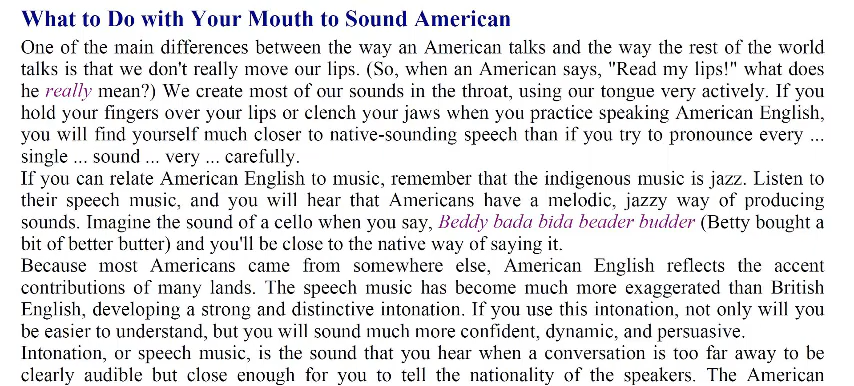 What to Do with Your Mouth to Sound American
One of the main differences between the way an American talks and the way the rest of the world
talks is that we don't really move our lips. (So, when an American says, "Read my lips!" what does
he really mean?) We create most of our sounds in the throat, using our tongue very actively. If you
hold your fingers over your lips or clench your jaws when you practice speaking American English,
you will find yourself much closer to native-sounding speech than if you try to pronounce every ...
single ... sound ... very ... carefully.
If you can relate American English to music, remember that the indigenous music is jazz. Listen to
their speech music, and you will hear that Americans have a melodic, jazzy way of producing
sounds. Imagine the sound of a cello when you say, Beddy bada bida beader budder (Betty bought a
bit of better butter) and you'll be close to the native way of saying it.
Because most Americans came from somewhere else, American English reflects the accent
contributions of many lands. The speech music has become much more exaggerated than British
English, developing a strong and distinctive intonation. If you use this intonation, not only will you
be easier to understand, but you will sound much more confident, dynamic, and persuasive.
Intonation, or speech music, is the sound that you hear when a conversation is too far away to be
clearly audible but close enough for you to tell the nationality of the speakers. The American